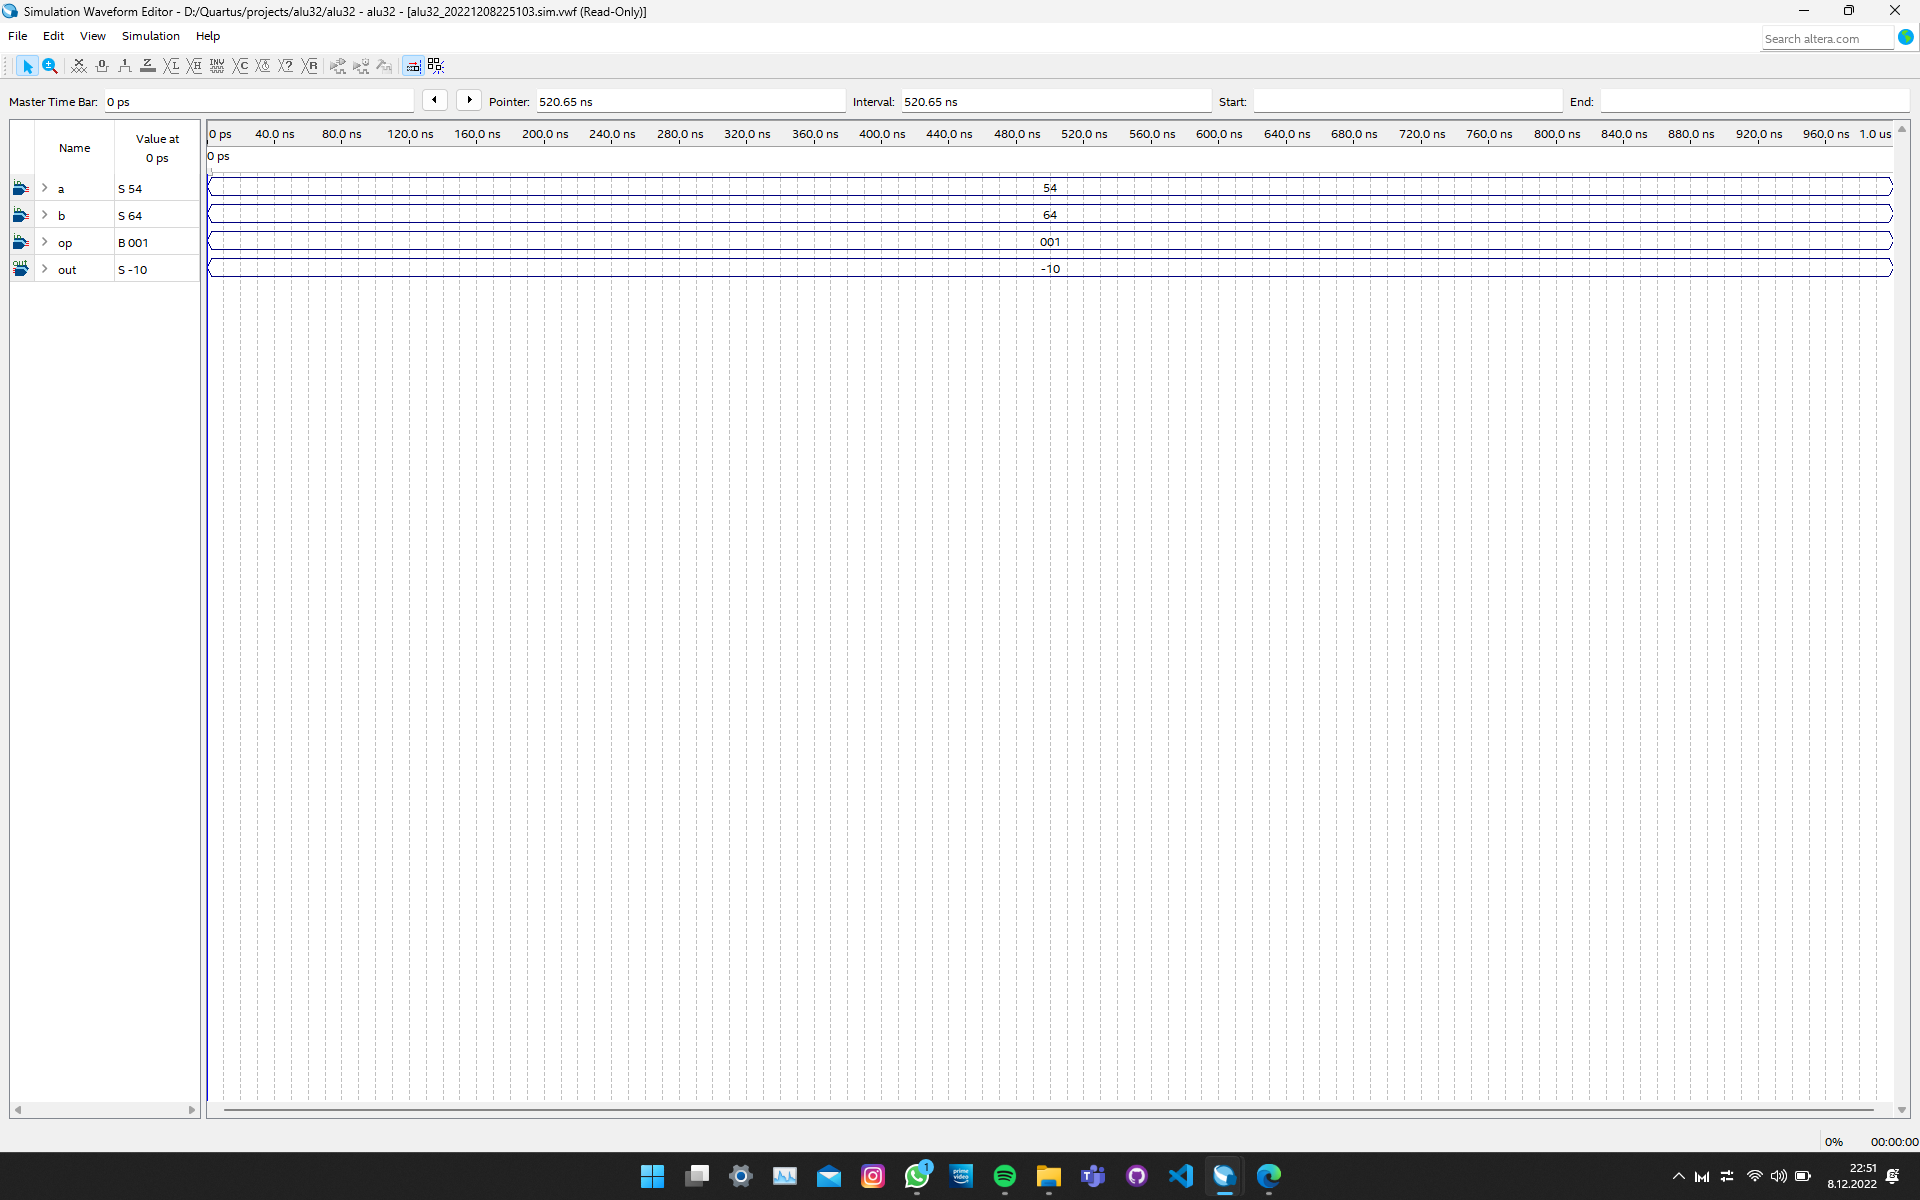 Simulation Waveform Editor - D:/Quartus/projects/alu32/alu32 - alu32 - [alu32_20221208225103.sim.vwf (Read-Only)]
File Edit View Simulation Help
Search altera.com
Master Time Bar: 0 ps Pointer: 520.65 ns Interval: 520.65 ns Start: End:
Name Value at 0 ps
0 ps 40.0 ns 80.0 ns 120.0 ns 160.0 ns 200.0 ns 240.0 ns 280.0 ns 320.0 ns 360.0 ns 400.0 ns 440.0 ns 480.0 ns 520.0 ns 560.0 ns 600.0 ns 640.0 ns 680.0 ns 720.0 ns 760.0 ns 800.0 ns 840.0 ns 880.0 ns 920.0 ns 960.0 ns 1.0 us
0 ps
a S 54 54
b S 64 64
op B 001 001
out S -10 -10
0% 00:00:00
1
prime video
22:51
8.12.2022